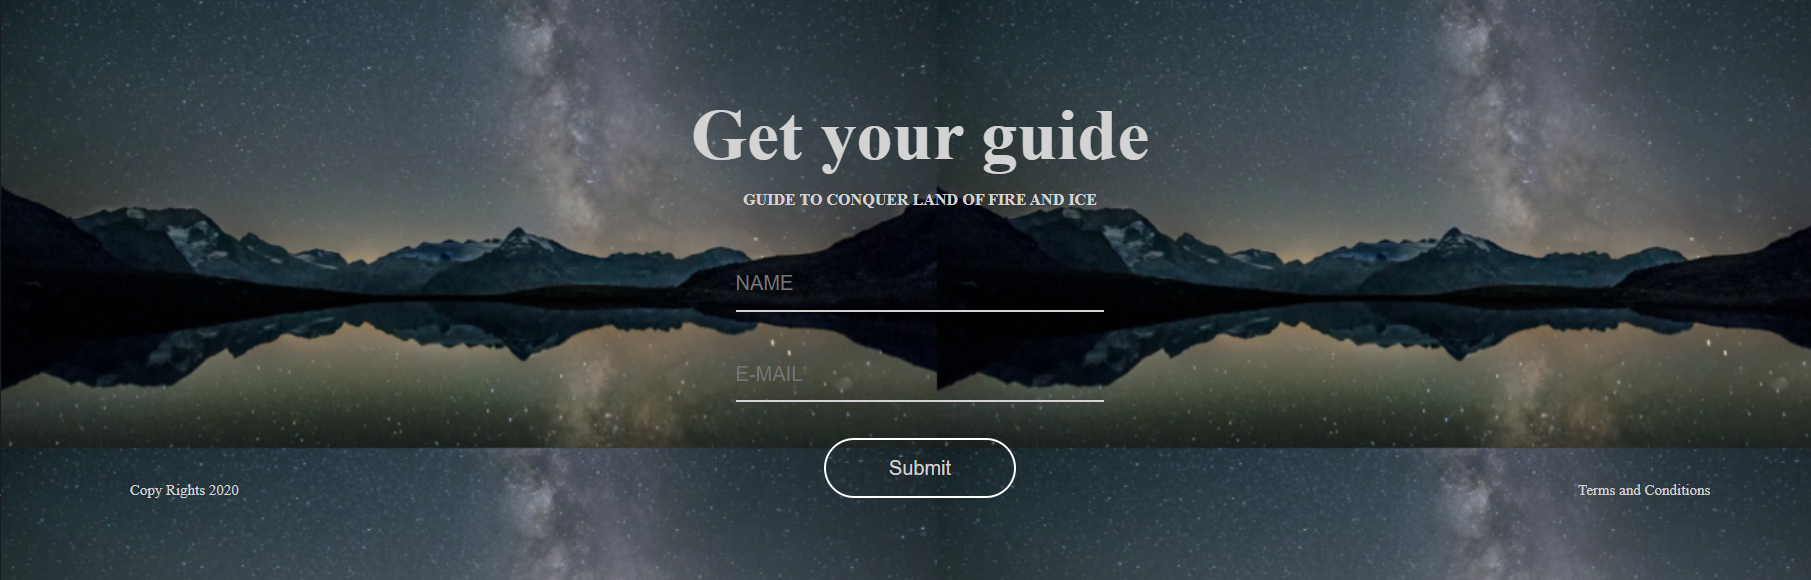 Get your guide
GUIDE TO CONQUER LAND OF FIRE AND ICE
NAME
E-MAIL
Submit
Copy Rights 2020
Terms and Conditions